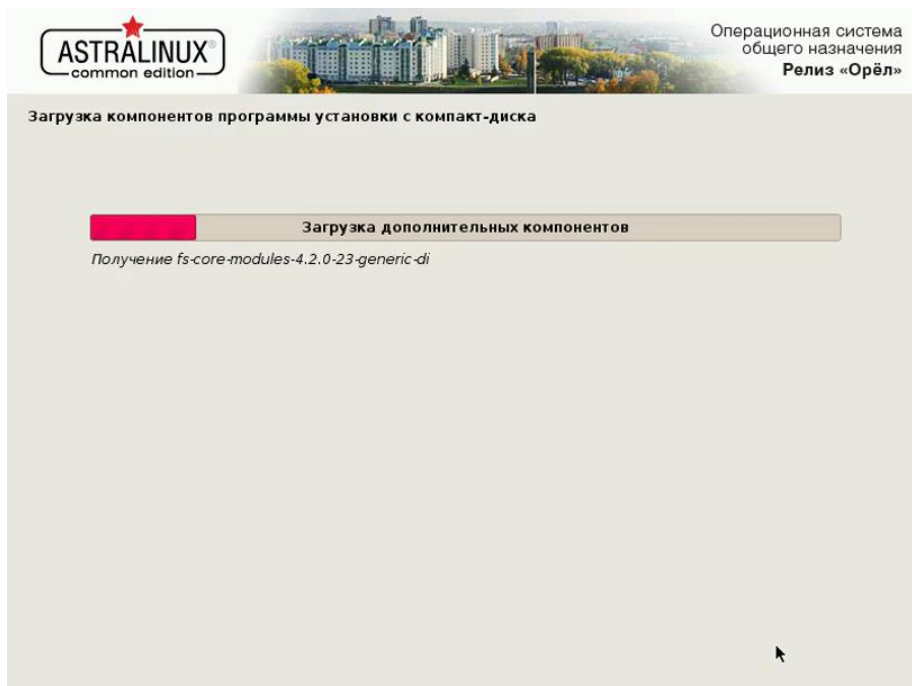 ASTRALINUX®
common edition
Операционная система
общего назначения
Релиз «Орёл»
Загрузка компонентов программы установки с компакт-диска
Загрузка дополнительных компонентов
Получение fs-core-modules-4.2.0-23-generic-di